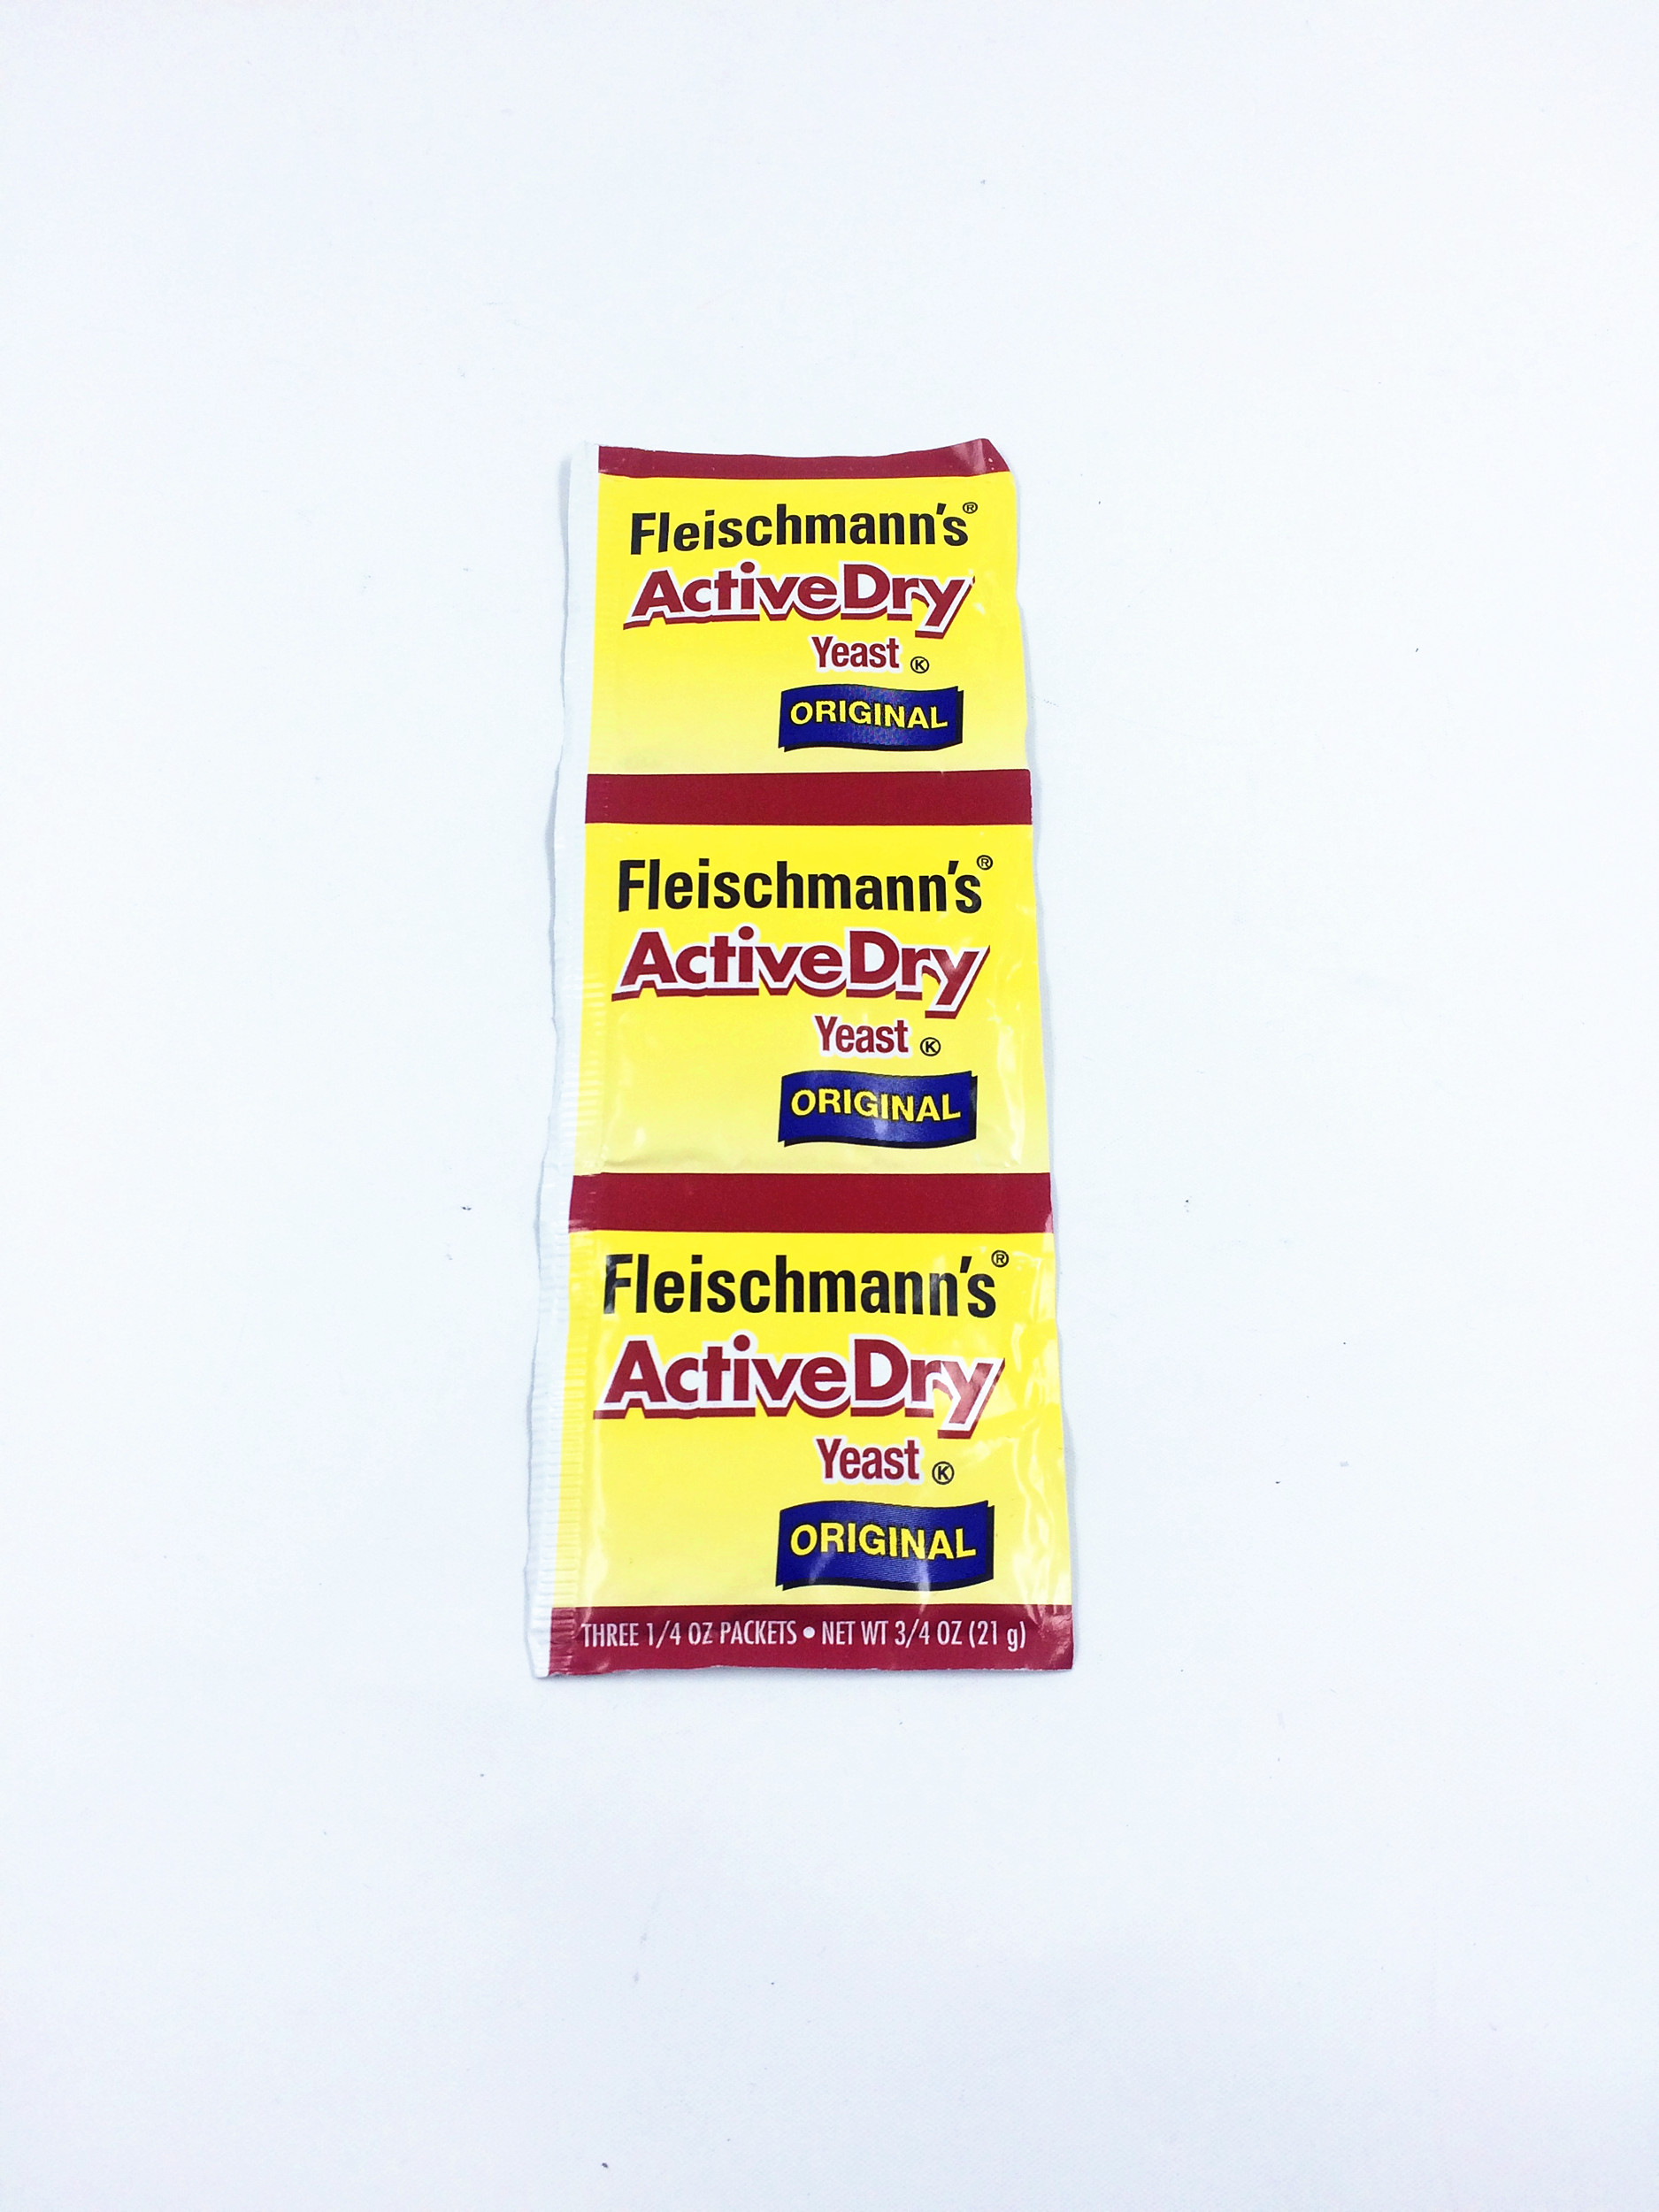 Fleischmann's®
ActiveDry
Yeast Ⓚ
ORIGINAL
Fleischmann's®
ActiveDry
Yeast Ⓚ
ORIGINAL
Fleischmann's®
ActiveDry
Yeast Ⓚ
ORIGINAL
THREE 1/4 OZ PACKETS • NET WT 3/4 OZ (21 g)